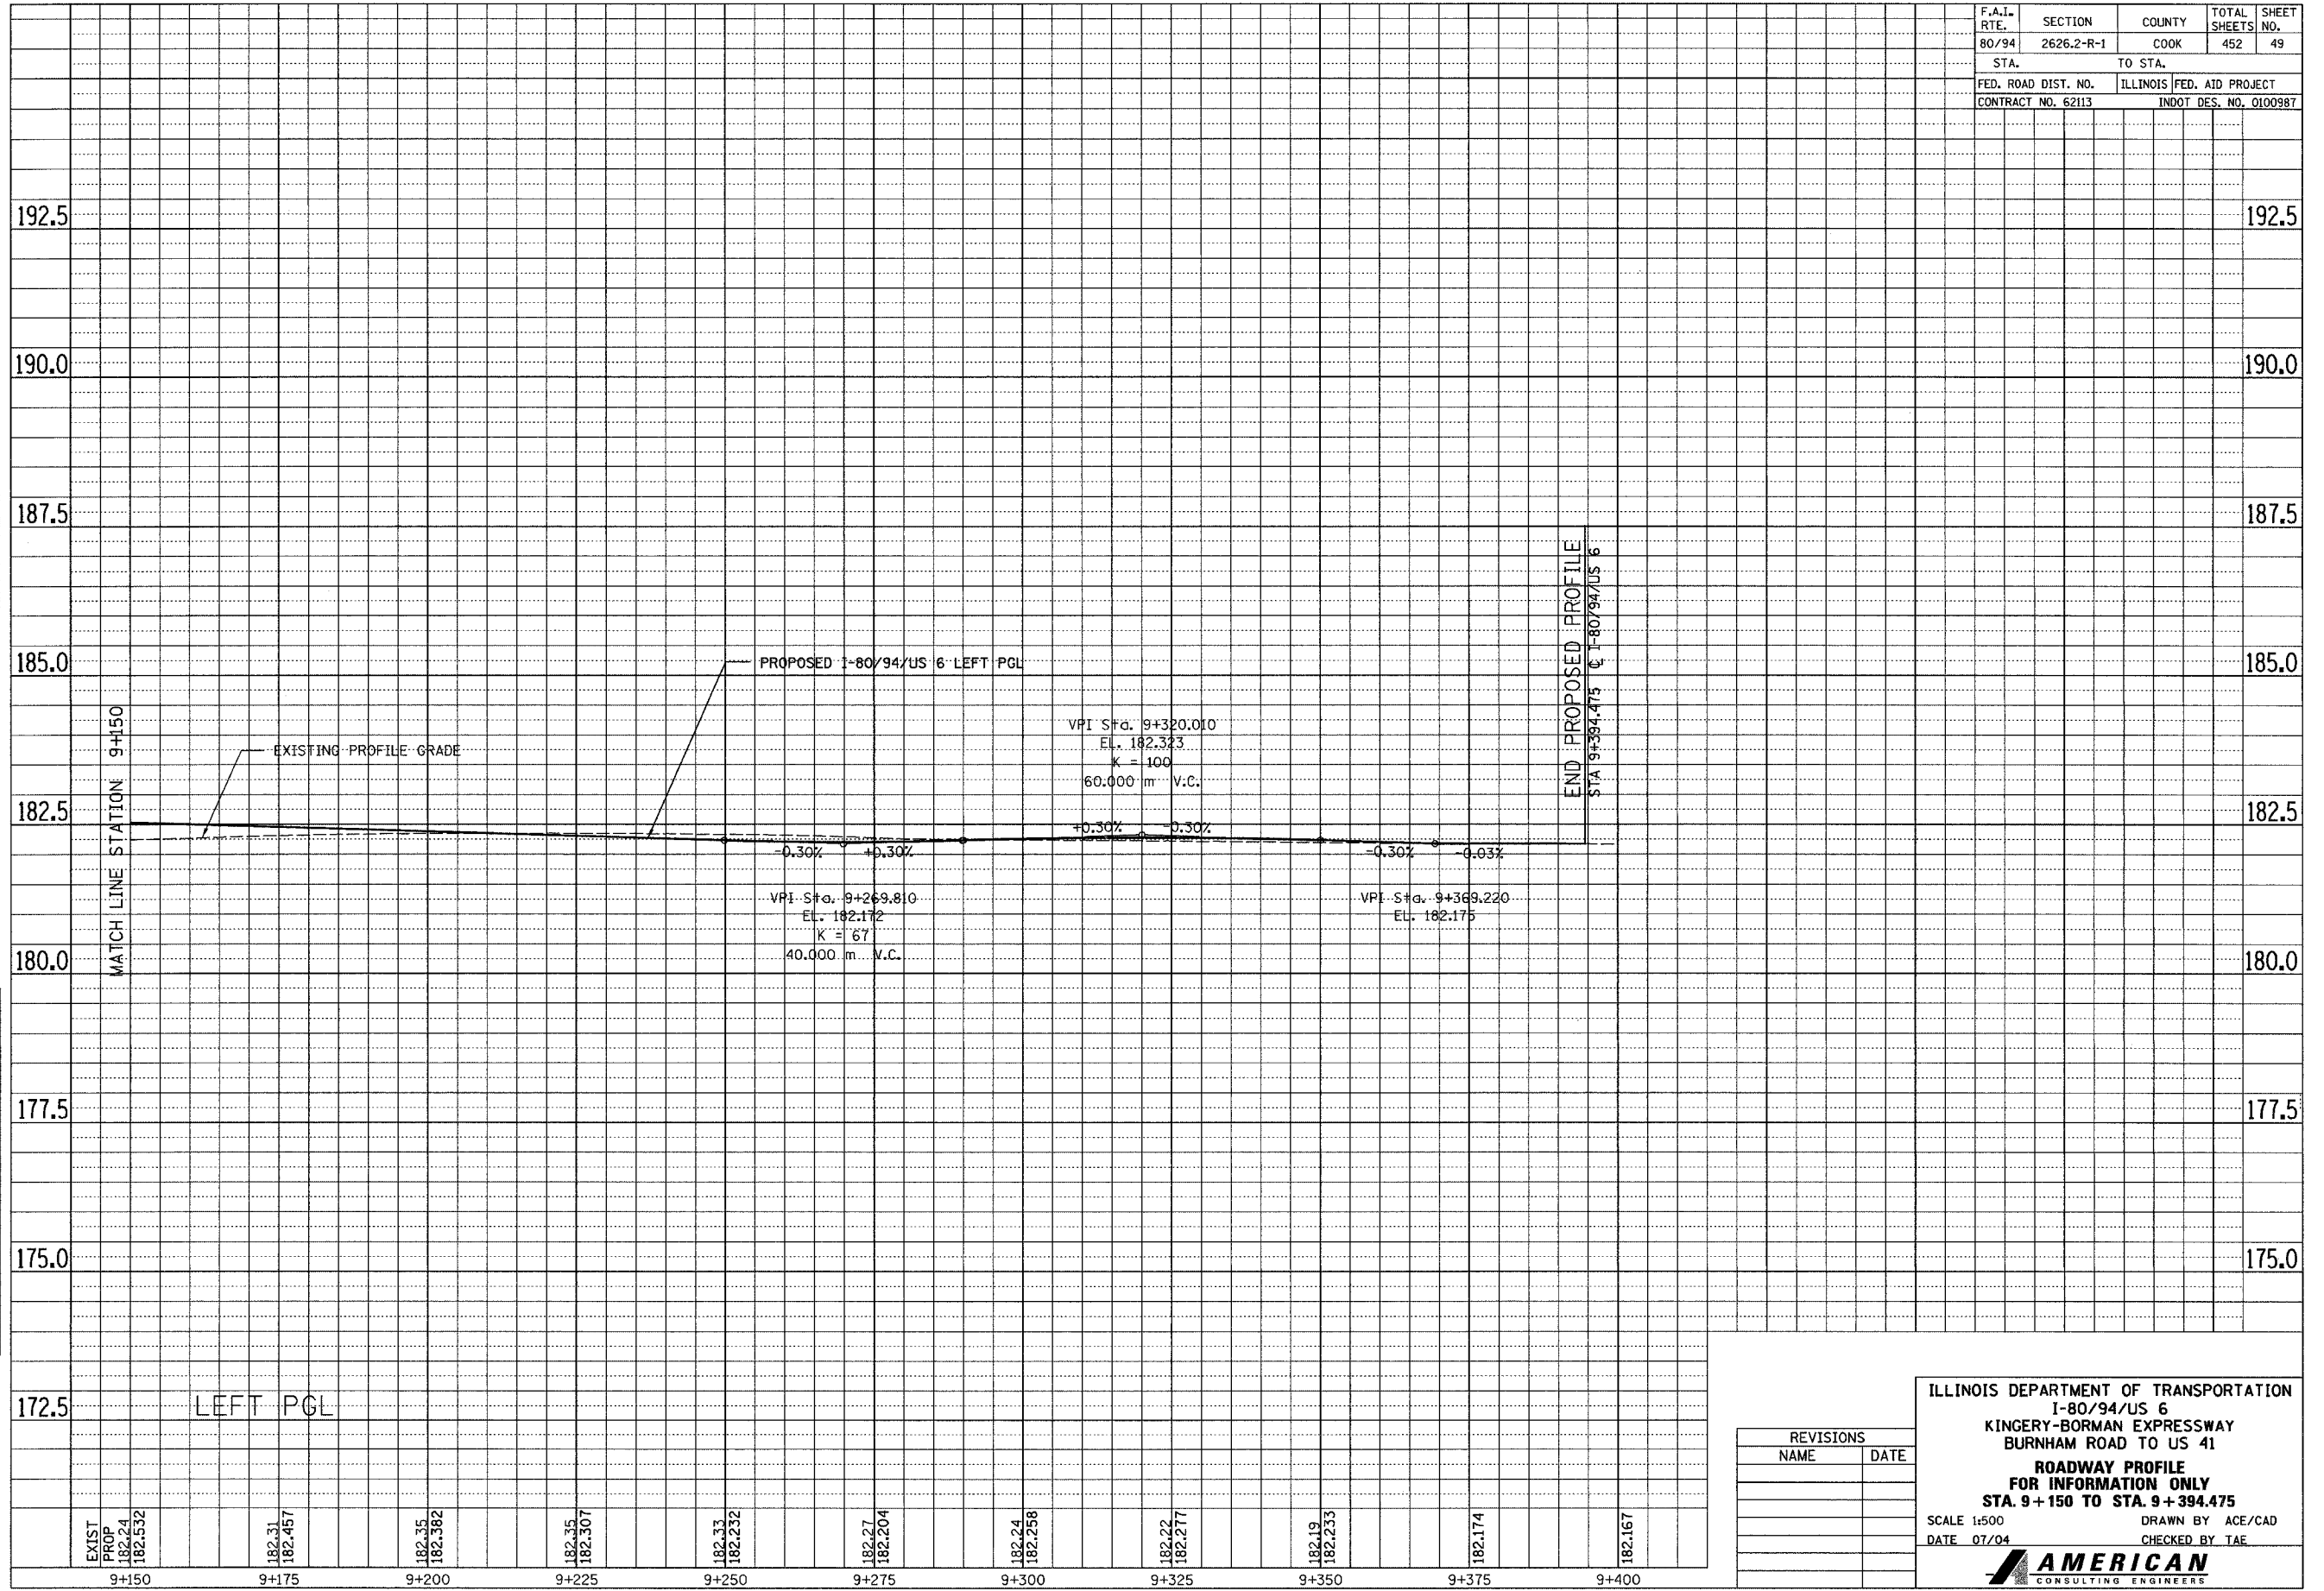 F.A.I. RTE. SECTION COUNTY TOTAL SHEETS SHEET NO.
80/94 2626.2-R-1 COOK 452 49
STA. TO STA.
FED. ROAD DIST. NO. ILLINOIS FED. AID PROJECT
CONTRACT NO. 62113 INDOT DES. NO. 0100987
192.5 192.5
190.0 190.0
187.5 187.5
185.0 185.0
182.5 182.5
180.0 180.0
177.5 177.5
175.0 175.0
172.5
MATCH LINE STATION 9+150
EXISTING PROFILE GRADE
PROPOSED I-80/94/US 6 LEFT PGL
VPI Sta. 9+320.010
EL. 182.323
K = 100
60.000 m V.C.
END PROPOSED PROFILE
STA 9+394.475 ℄ I-80/94/US 6
+0.30% -0.30%
-0.30% +0.30%
-0.30% -0.03%
VPI Sta. 9+269.810
EL. 182.172
K = 67
40.000 m V.C.
VPI Sta. 9+369.220
EL. 182.175
LEFT PGL
EXIST
PROP
182.24
182.532
182.31
182.457
182.35
182.382
182.35
182.307
182.33
182.232
182.27
182.204
182.24
182.258
182.22
182.277
182.19
182.233
182.174
182.167
9+150 9+175 9+200 9+225 9+250 9+275 9+300 9+325 9+350 9+375 9+400
REVISIONS
NAME DATE
ILLINOIS DEPARTMENT OF TRANSPORTATION
I-80/94/US 6
KINGERY-BORMAN EXPRESSWAY
BURNHAM ROAD TO US 41
ROADWAY PROFILE
FOR INFORMATION ONLY
STA. 9+150 TO STA. 9+394.475
SCALE 1:500 DRAWN BY ACE/CAD
DATE 07/04 CHECKED BY TAE
AMERICAN
CONSULTING ENGINEERS